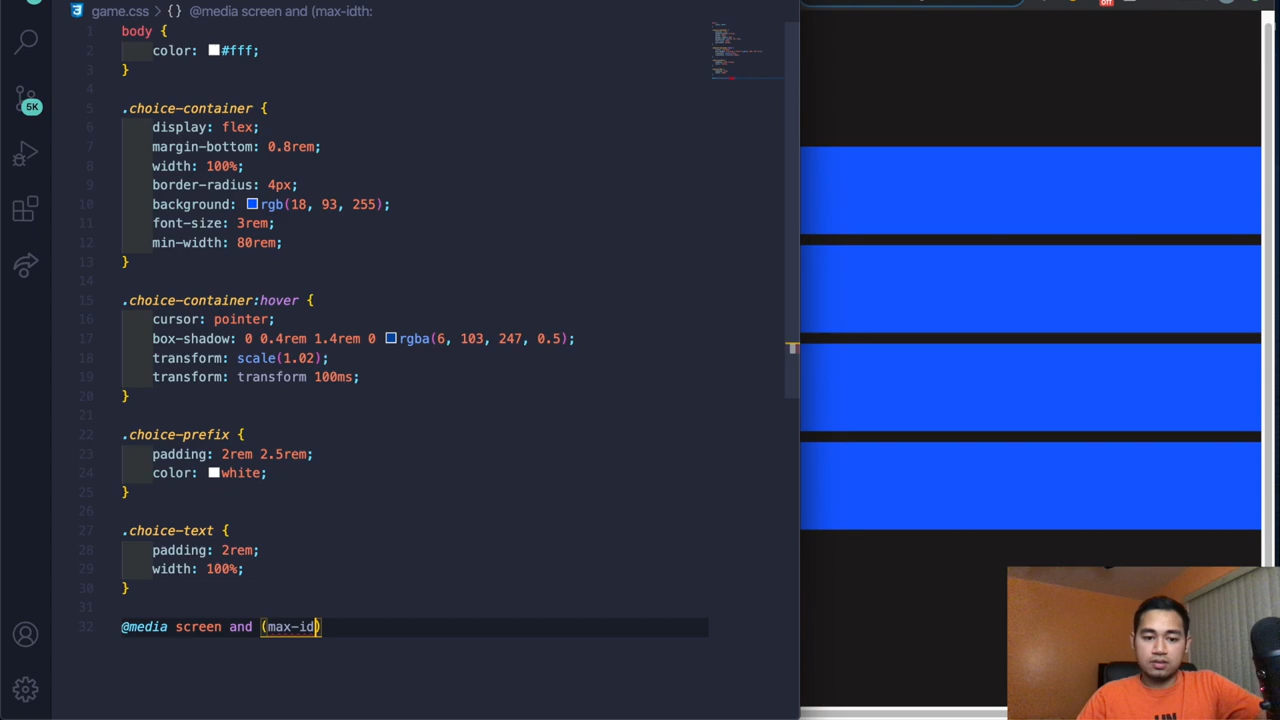 game.css > {} @media screen and (max-idth:
off
1 body {
2 color: #fff;
3 }
4
5 .choice-container {
6 display: flex;
7 margin-bottom: 0.8rem;
8 width: 100%;
9 border-radius: 4px;
10 background: rgb(18, 93, 255);
11 font-size: 3rem;
12 min-width: 80rem;
13 }
14
15 .choice-container:hover {
16 cursor: pointer;
17 box-shadow: 0 0.4rem 1.4rem 0 rgba(6, 103, 247, 0.5);
18 transform: scale(1.02);
19 transform: transform 100ms;
20 }
21
22 .choice-prefix {
23 padding: 2rem 2.5rem;
24 color: white;
25 }
26
27 .choice-text {
28 padding: 2rem;
29 width: 100%;
30 }
31
32 @media screen and (max-id)
5K
UN